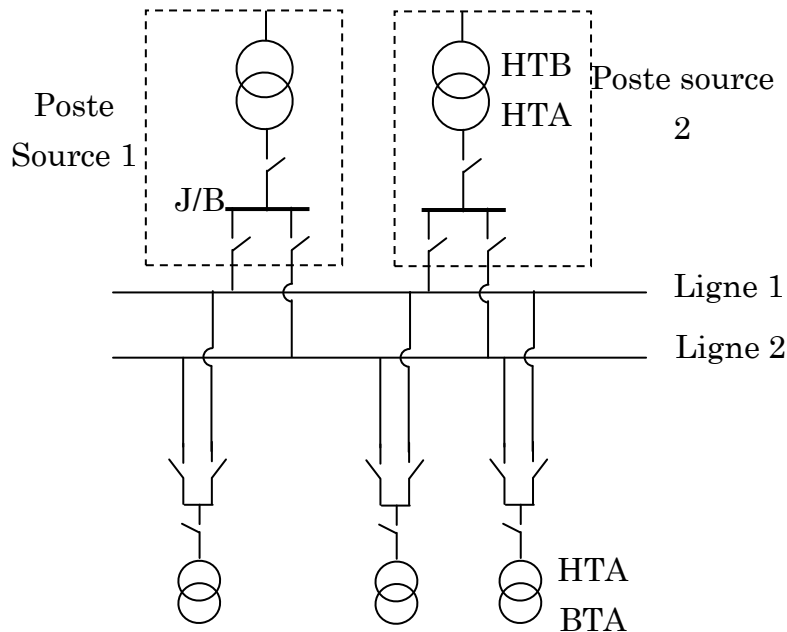 Poste
Source 1
HTB
HTA
Poste source
2
J/B
Ligne 1
Ligne 2
HTA
BTA